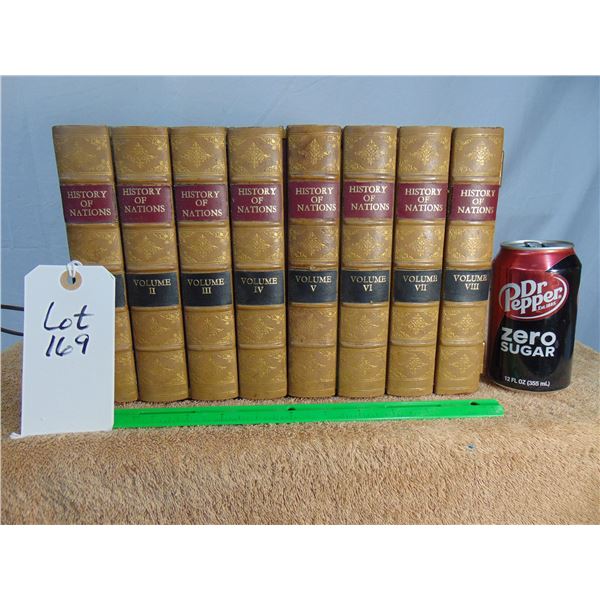 HISTORY
OF
NATIONS
HISTORY
OF
NATIONS
VOLUME
II
HISTORY
OF
NATIONS
VOLUME
III
HISTORY
OF
NATIONS
VOLUME
IV
HISTORY
OF
NATIONS
VOLUME
V
HISTORY
OF
NATIONS
VOLUME
VI
HISTORY
OF
NATIONS
VOLUME
VII
HISTORY
OF
NATIONS
VOLUME
VIII
Lot
169
Dr
Pepper
EST. 1885
zero
SUGAR
12 FL OZ (355 mL)